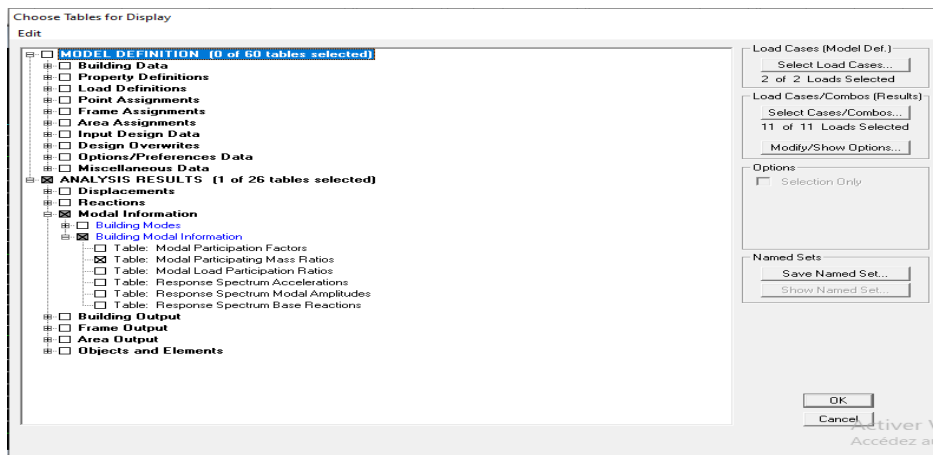 Choose Tables for Display
Edit
MODEL DEFINITION (0 of 60 tables selected)
Building Data
Property Definitions
Load Definitions
Point Assignments
Frame Assignments
Area Assignments
Input Design Data
Design Overwrites
Options/Preferences Data
Miscellaneous Data
ANALYSIS RESULTS (1 of 26 tables selected)
Displacements
Reactions
Modal Information
Building Modes
Building Modal Information
Table: Modal Participation Factors
Table: Modal Participating Mass Ratios
Table: Modal Load Participation Ratios
Table: Response Spectrum Accelerations
Table: Response Spectrum Modal Amplitudes
Table: Response Spectrum Base Reactions
Building Output
Frame Output
Area Output
Objects and Elements
Load Cases (Model Def.)
Select Load Cases...
2 of 2 Loads Selected
Load Cases/Combos (Results)
Select Cases/Combos...
11 of 11 Loads Selected
Modify/Show Options...
Options
Selection Only
Named Sets
Save Named Set...
Show Named Set...
OK
Cancel
Activer
Accédez